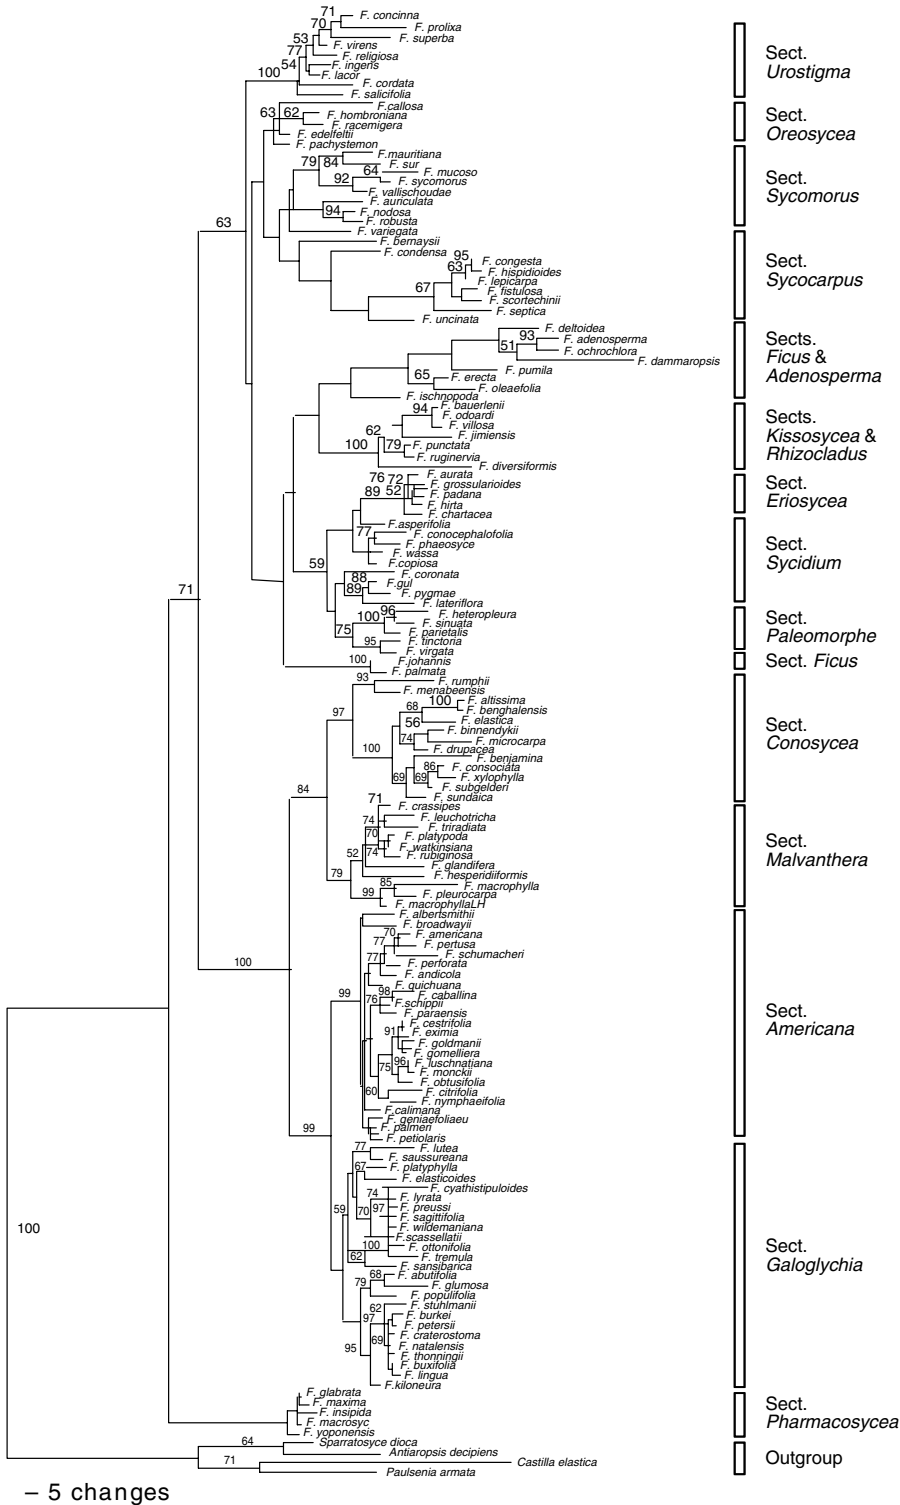 71
F. concinna
70
F. prolixa
F. superba
53
F. virens
77
F. religiosa
54
F. ingens
F. lacor
100
F. cordata
F. salicifolia
Sect.
Urostigma
F.callosa
63
62
F. hombroniana
F. racemigera
F. edelfeltii
F. pachystemon
Sect.
Oreosycea
F.mauritiana
79
84
F. sur
64
F. mucoso
92
F. sycomorus
F. vallischoudae
F. auriculata
94
F. nodosa
F. robusta
F. variegata
Sect.
Sycomorus
63
F. bernaysii
F. condensa
95
F. congesta
63
F. hispidioides
F. lepicarpa
67
F. fistulosa
F. scortechinii
F. septica
F. uncinata
Sect.
Sycocarpus
F. deltoidea
93
F. adenosperma
51
F. ochrochlora
F. dammaropsis
F. pumila
65
F. erecta
F. oleaefolia
F. ischnopoda
Sects.
Ficus &
Adenosperma
F. bauerlenii
94
F. odoardi
F. villosa
62
F. jimiensis
100
79
F. punctata
F. ruginervia
F. diversiformis
Sects.
Kissosycea &
Rhizocladus
F. aurata
76
72
F. grossularioides
89
52
F. padana
F. hirta
F. chartacea
Sect.
Eriosycea
F.asperifolia
77
F. conocephalofolia
F. phaeosyce
F. wassa
F.copiosa
59
F. coronata
88
F.gul
89
F. pygmae
F. lateriflora
Sect.
Sycidium
71
96
F. heteropleura
100
F. sinuata
75
F. parietalis
95
F. tinctoria
F. virgata
Sect.
Paleomorphe
100
F.johannis
F. palmata
Sect. Ficus
93
F. rumphii
F. menabeensis
97
100
F. altissima
68
F. benghalensis
56
F. elastica
74
F. binnendykii
F. microcarpa
100
F. drupacea
F. benjamina
86
F. consociata
69
69
F. xylophylla
F. subgelderi
F. sundaica
Sect.
Conosycea
84
71
F. crassipes
74
F. leuchotricha
F. triradiata
70
F. platypoda
74
F. watkinsiana
F. rubiginosa
52
F. glandifera
79
F. hesperidiiformis
85
F. macrophylla
99
F. pleurocarpa
F. macrophyllaLH
Sect.
Malvanthera
100
F. albertsmithii
F. broadwayii
70
F. americana
77
F. pertusa
F. schumacheri
77
F. perforata
F. andicola
F. quichuana
99
98
F. caballina
76
F.schippii
F. paraensis
F. cestrifolia
91
F. eximia
F. goldmanii
F. gomelliera
96
F. luschnatiana
75
F. monckii
F. obtusifolia
60
F. citrifolia
F. nymphaeifolia
F.calimana
F. geniaefoliaeu
F. palmeri
F. petiolaris
Sect.
Americana
99
77
F. lutea
F. saussureana
67
F. platyphylla
F. elasticoides
74
F. cyathistipuloides
F. lyrata
59
97
F. preussi
70
F. sagittifolia
F. wildemaniana
F.scassellatii
100
F. ottonifolia
62
F. tremula
F. sansibarica
68
F. abutifolia
79
F. glumosa
F. populifolia
62
F. stuhlmanii
97
F. burkei
F. petersii
69
F. craterostoma
95
F. natalensis
F. thonningii
F. buxifolia
F. lingua
F.kiloneura
Sect.
Galoglychia
100
F. glabrata
F. maxima
F. insipida
F. macrosyc
F. yoponensis
Sect.
Pharmacosycea
64
Sparratosyce dioca
Antiaropsis decipiens
71
Castilla elastica
Paulsenia armata
Outgroup
– 5 changes